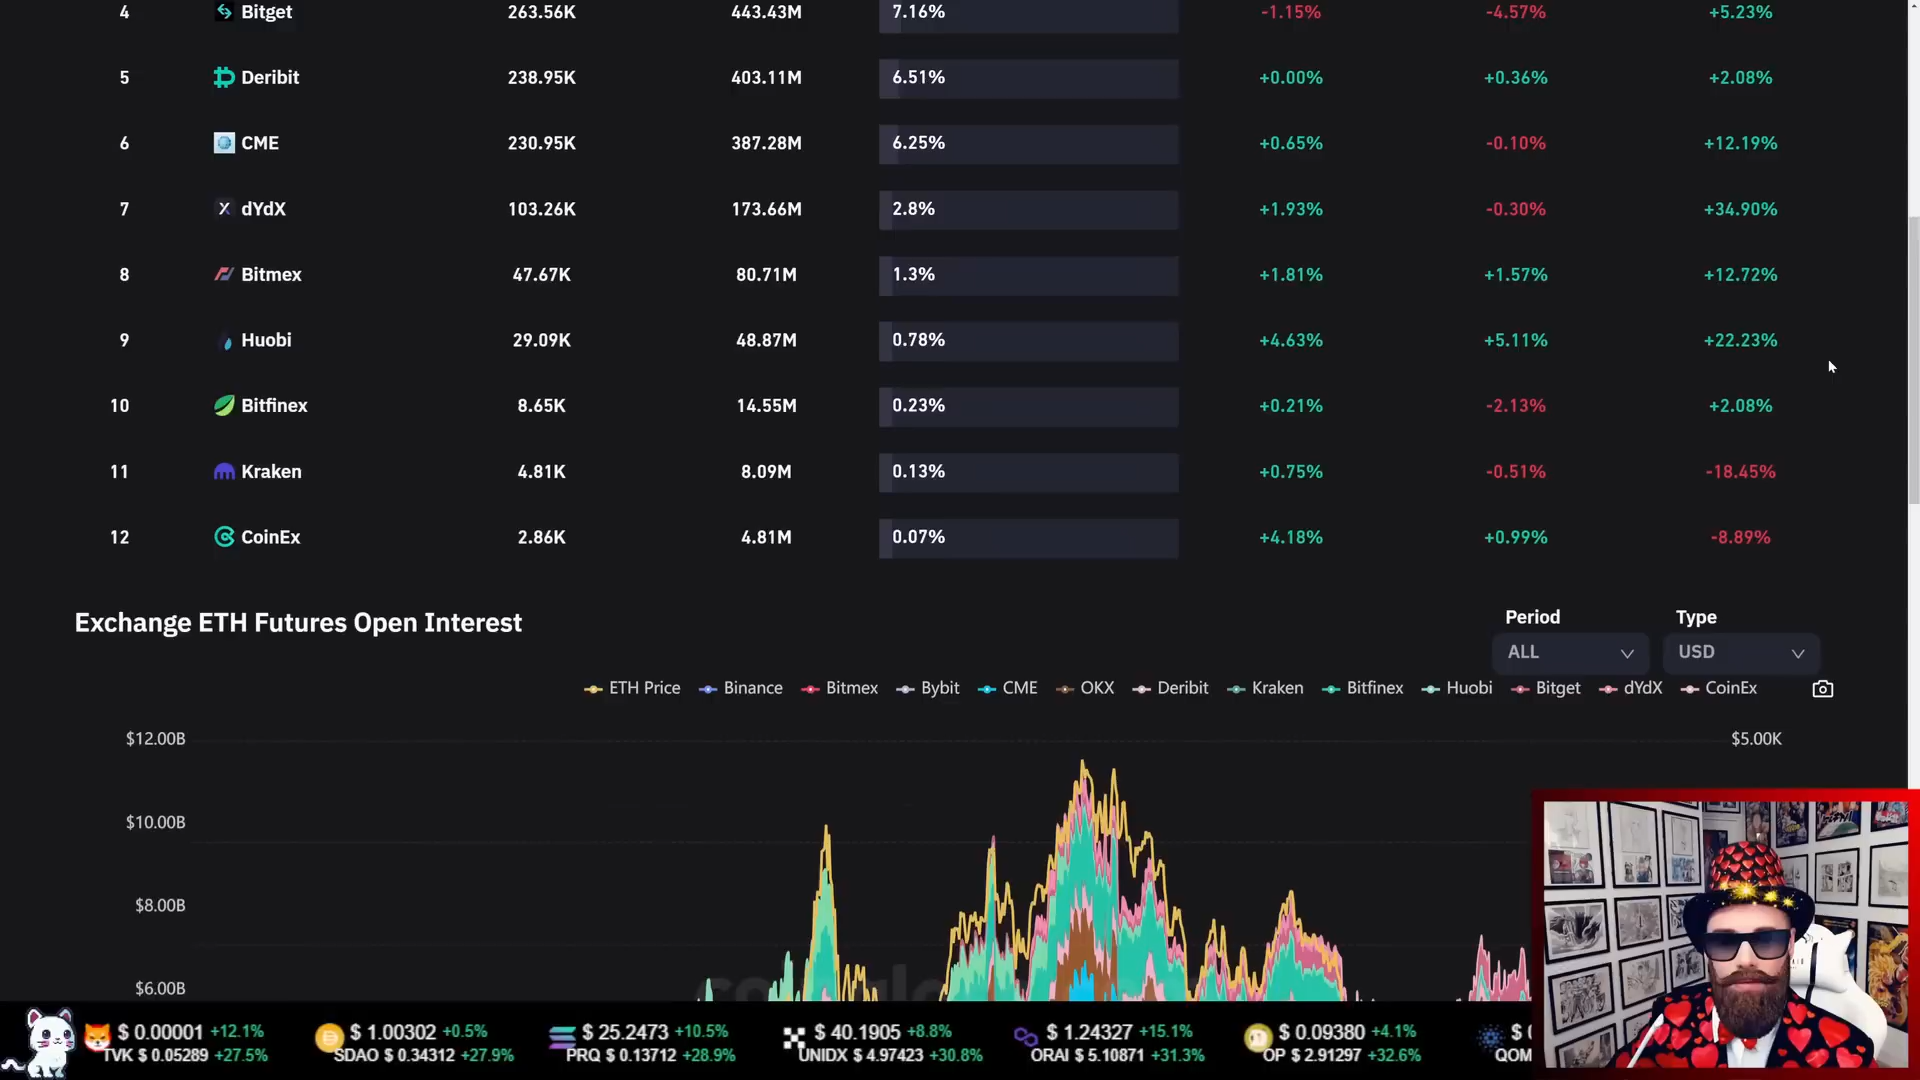 4 Bitget 263.56K 443.43M 7.16% -1.15% -4.57% +5.23%
5 Deribit 238.95K 403.11M 6.51% +0.00% +0.36% +2.08%
6 CME 230.95K 387.28M 6.25% +0.65% -0.10% +12.19%
7 dYdX 103.26K 173.66M 2.8% +1.93% -0.30% +34.90%
8 Bitmex 47.67K 80.71M 1.3% +1.81% +1.57% +12.72%
9 Huobi 29.09K 48.87M 0.78% +4.63% +5.11% +22.23%
10 Bitfinex 8.65K 14.55M 0.23% +0.21% -2.13% +2.08%
11 Kraken 4.81K 8.09M 0.13% +0.75% -0.51% -18.45%
12 CoinEx 2.86K 4.81M 0.07% +4.18% +0.99% -8.89%
Exchange ETH Futures Open Interest
Period Type
ALL USD
ETH Price Binance Bitmex Bybit CME OKX Deribit Kraken Bitfinex Huobi Bitget dYdX CoinEx
$12.00B $5.00K
$10.00B
$8.00B
$6.00B
$ 0.00001 +12.1% $ 1.00302 +0.5% $ 25.2473 +10.5% $ 40.1905 +8.8% $ 1.24327 +15.1% $ 0.09380 +4.1% $
TVK $ 0.05289 +27.5% SDAO $ 0.34312 +27.9% PRQ $ 0.13712 +28.9% UNIDX $ 4.97423 +30.8% ORAI $ 5.10871 +31.3% OP $ 2.91297 +32.6% QOM